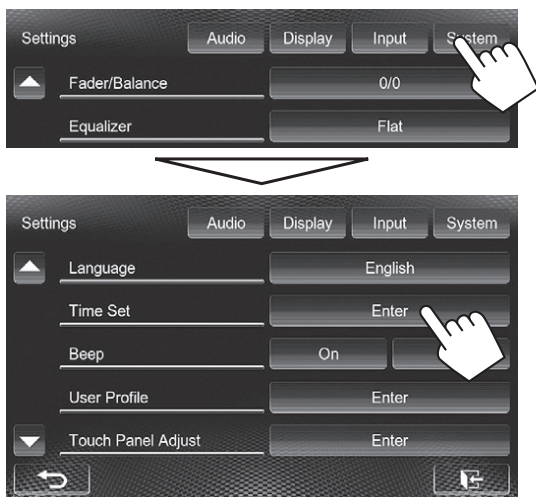 Settings Audio Display Input System
Fader/Balance 0/0
Equalizer Flat
Settings Audio Display Input System
Language English
Time Set Enter
Beep On
User Profile Enter
Touch Panel Adjust Enter